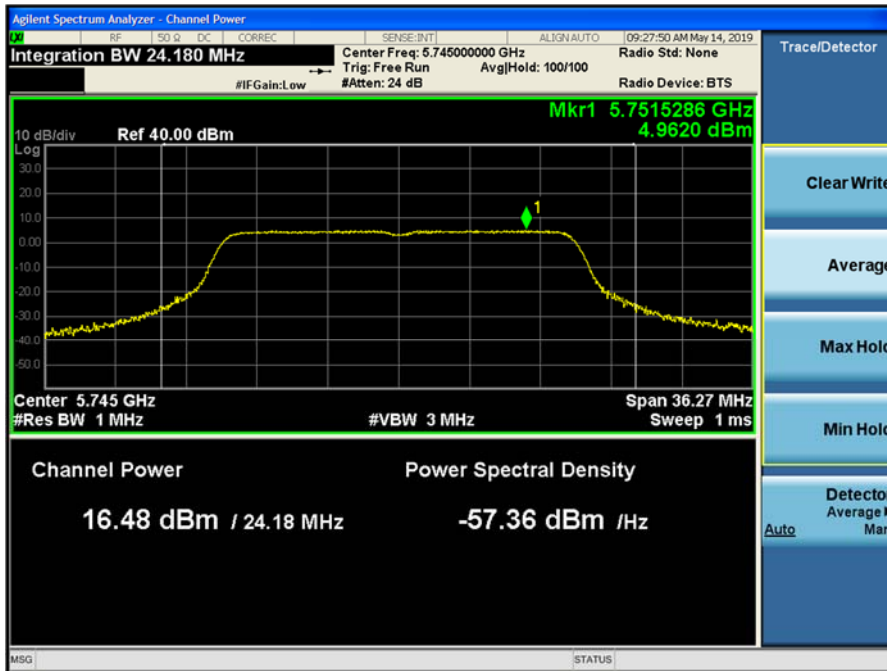 Agilent Spectrum Analyzer - Channel Power
LXI RF 50 Ω DC CORREC SENSE:INT ALIGN AUTO 09:27:50 AM May 14, 2019
Integration BW 24.180 MHz
Center Freq: 5.745000000 GHz
Radio Std: None
Trig: Free Run Avg|Hold: 100/100
#IFGain:Low
#Atten: 24 dB
Radio Device: BTS
Mkr1 5.7515286 GHz
4.9620 dBm
10 dB/div Ref 40.00 dBm
Log
30.0
20.0
10.0
0.00
-10.0
-20.0
-30.0
-40.0
-50.0
1
Center 5.745 GHz
Span 36.27 MHz
#Res BW 1 MHz
#VBW 3 MHz
Sweep 1 ms
Channel Power
Power Spectral Density
16.48 dBm / 24.18 MHz
-57.36 dBm /Hz
MSG
STATUS
Trace/Detector
Clear Write
Average
Max Hold
Min Hold
Detector
Average
Auto Man